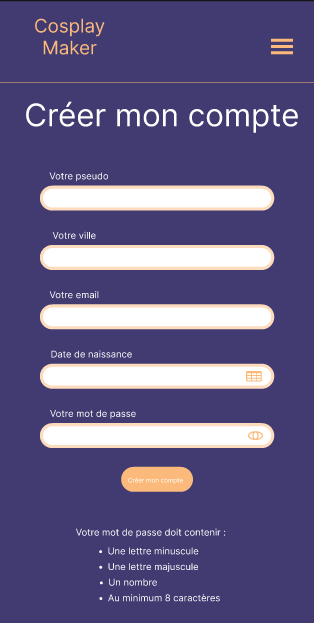 Cosplay
Maker
Créer mon compte
Votre pseudo
Votre ville
Votre email
Date de naissance
Votre mot de passe
Créer mon compte
Votre mot de passe doit contenir :
• Une lettre minuscule
• Une lettre majuscule
• Un nombre
• Au minimum 8 caractères